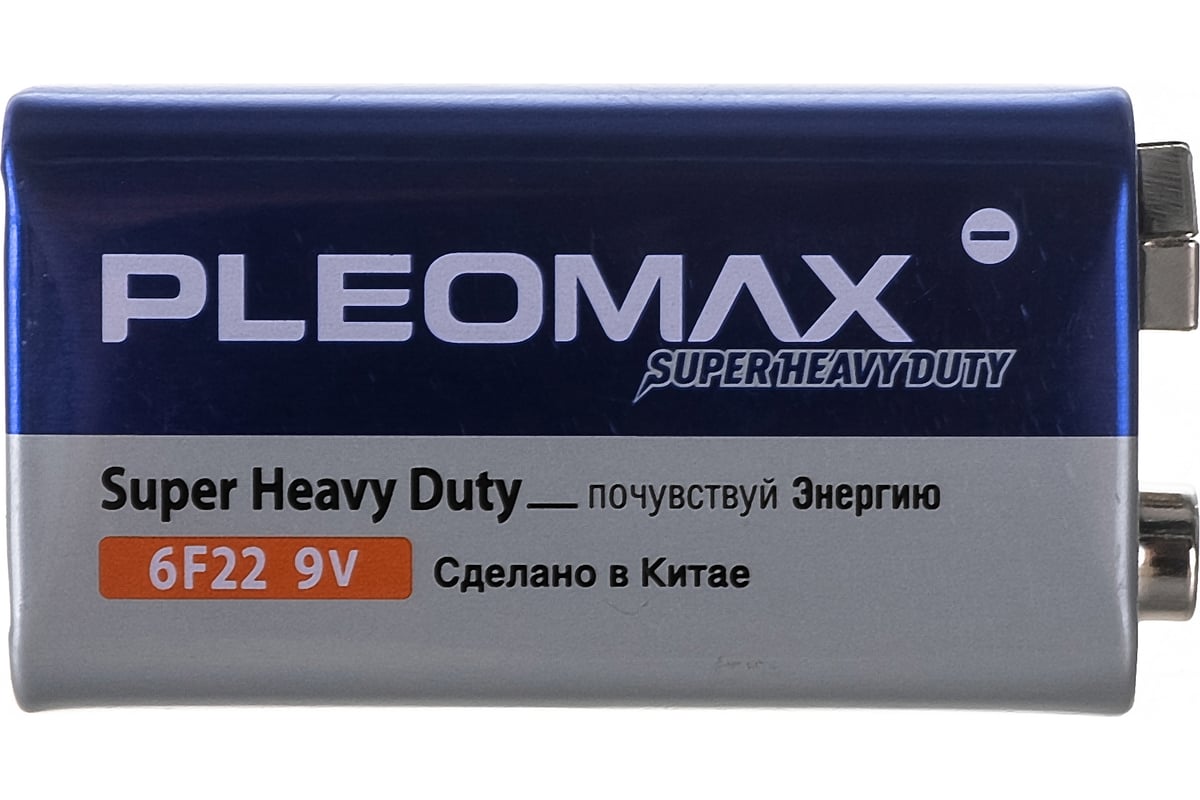 PLEOMAX
SUPER HEAVY DUTY
Super Heavy Duty — почувствуй Энергию
6F22 9V Сделано в Китае